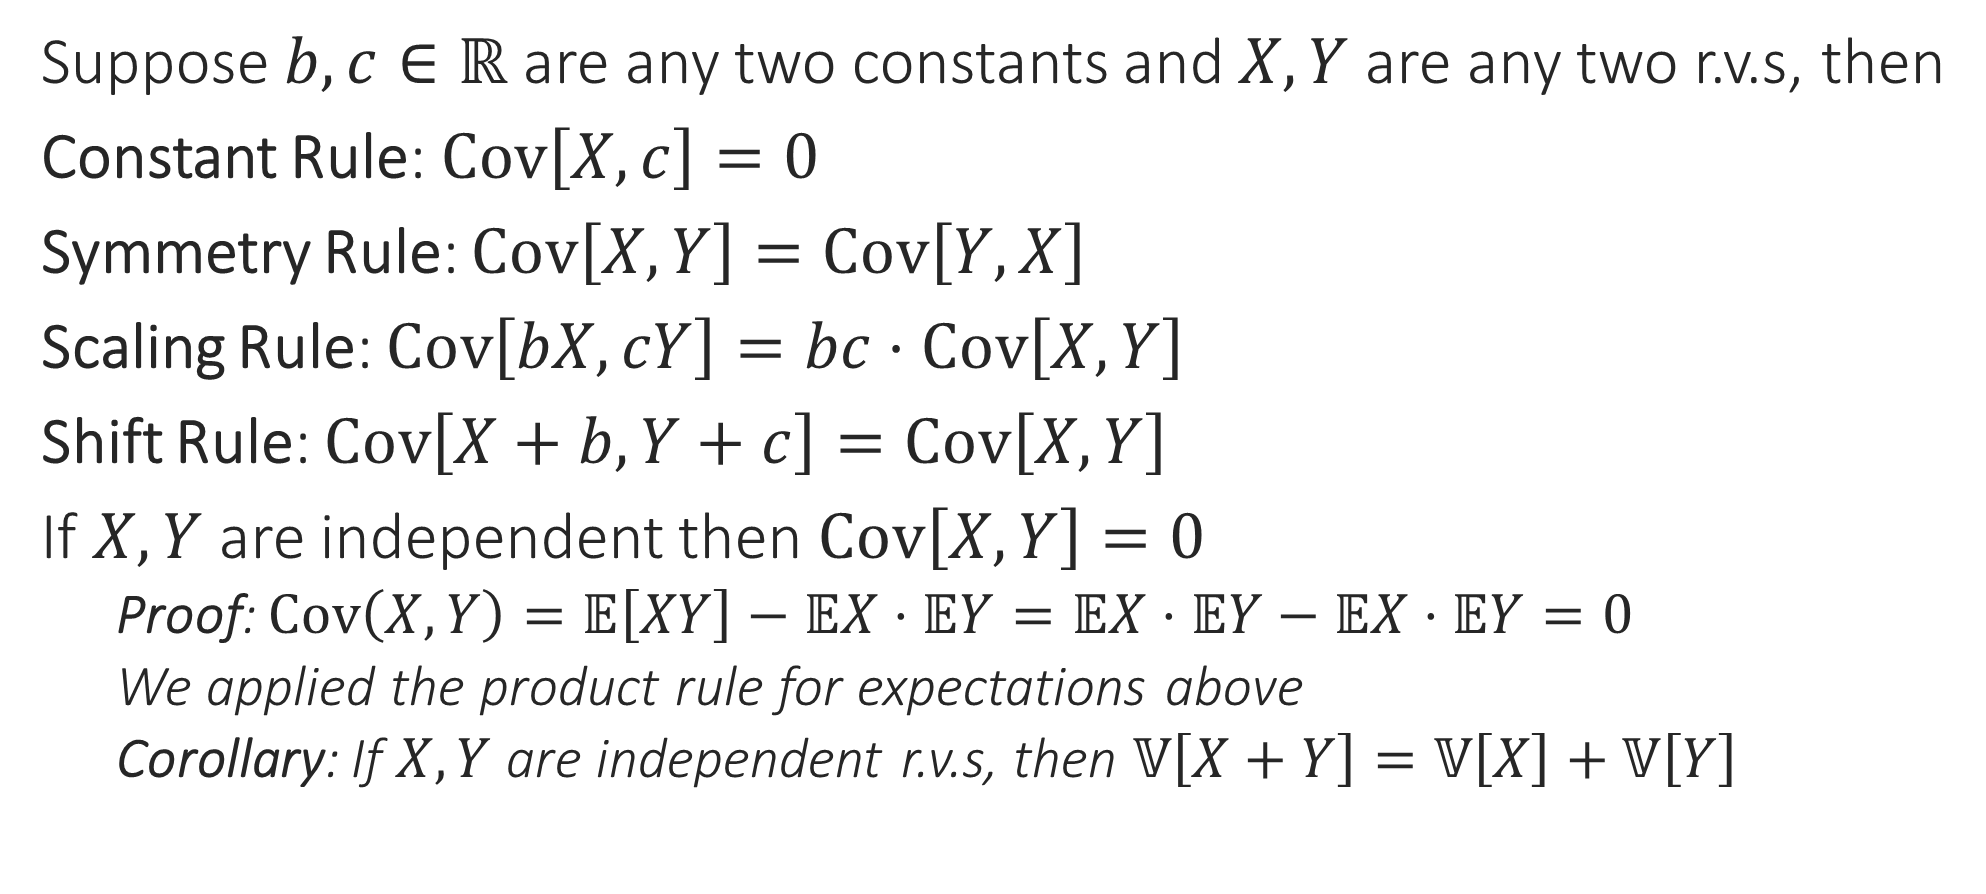 Suppose 𝑏, 𝑐 ∈ ℝ are any two constants and 𝑋, 𝑌 are any two r.v.s, then
Constant Rule: Cov[𝑋, 𝑐] = 0
Symmetry Rule: Cov[𝑋, 𝑌] = Cov[𝑌, 𝑋]
Scaling Rule: Cov[𝑏𝑋, 𝑐𝑌] = 𝑏𝑐 · Cov[𝑋, 𝑌]
Shift Rule: Cov[𝑋 + 𝑏, 𝑌 + 𝑐] = Cov[𝑋, 𝑌]
If 𝑋, 𝑌 are independent then Cov[𝑋, 𝑌] = 0
Proof: Cov(𝑋, 𝑌) = 𝔼[𝑋𝑌] − 𝔼𝑋 · 𝔼𝑌 = 𝔼𝑋 · 𝔼𝑌 − 𝔼𝑋 · 𝔼𝑌 = 0
We applied the product rule for expectations above
Corollary: If 𝑋, 𝑌 are independent r.v.s, then 𝕍[𝑋 + 𝑌] = 𝕍[𝑋] + 𝕍[𝑌]